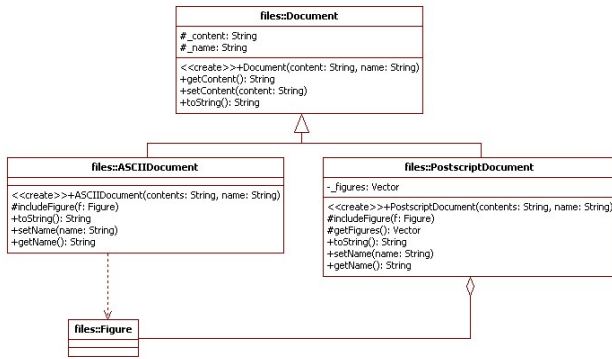 files::Document
#_content: String
#_name: String
<<create>>+Document(content: String, name: String)
+getContent(): String
+setContent(content: String)
+toString(): String
files::ASCIIDocument
<<create>>+ASCIIDocument(contents: String, name: String)
#includeFigure(f: Figure)
+toString(): String
+setName(name: String)
+getName(): String
files::PostscriptDocument
-_figures: Vector
<<create>>+PostscriptDocument(contents: String, name: String)
#includeFigure(f: Figure)
#getFigures(): Vector
+toString(): String
+setName(name: String)
+getName(): String
files::Figure